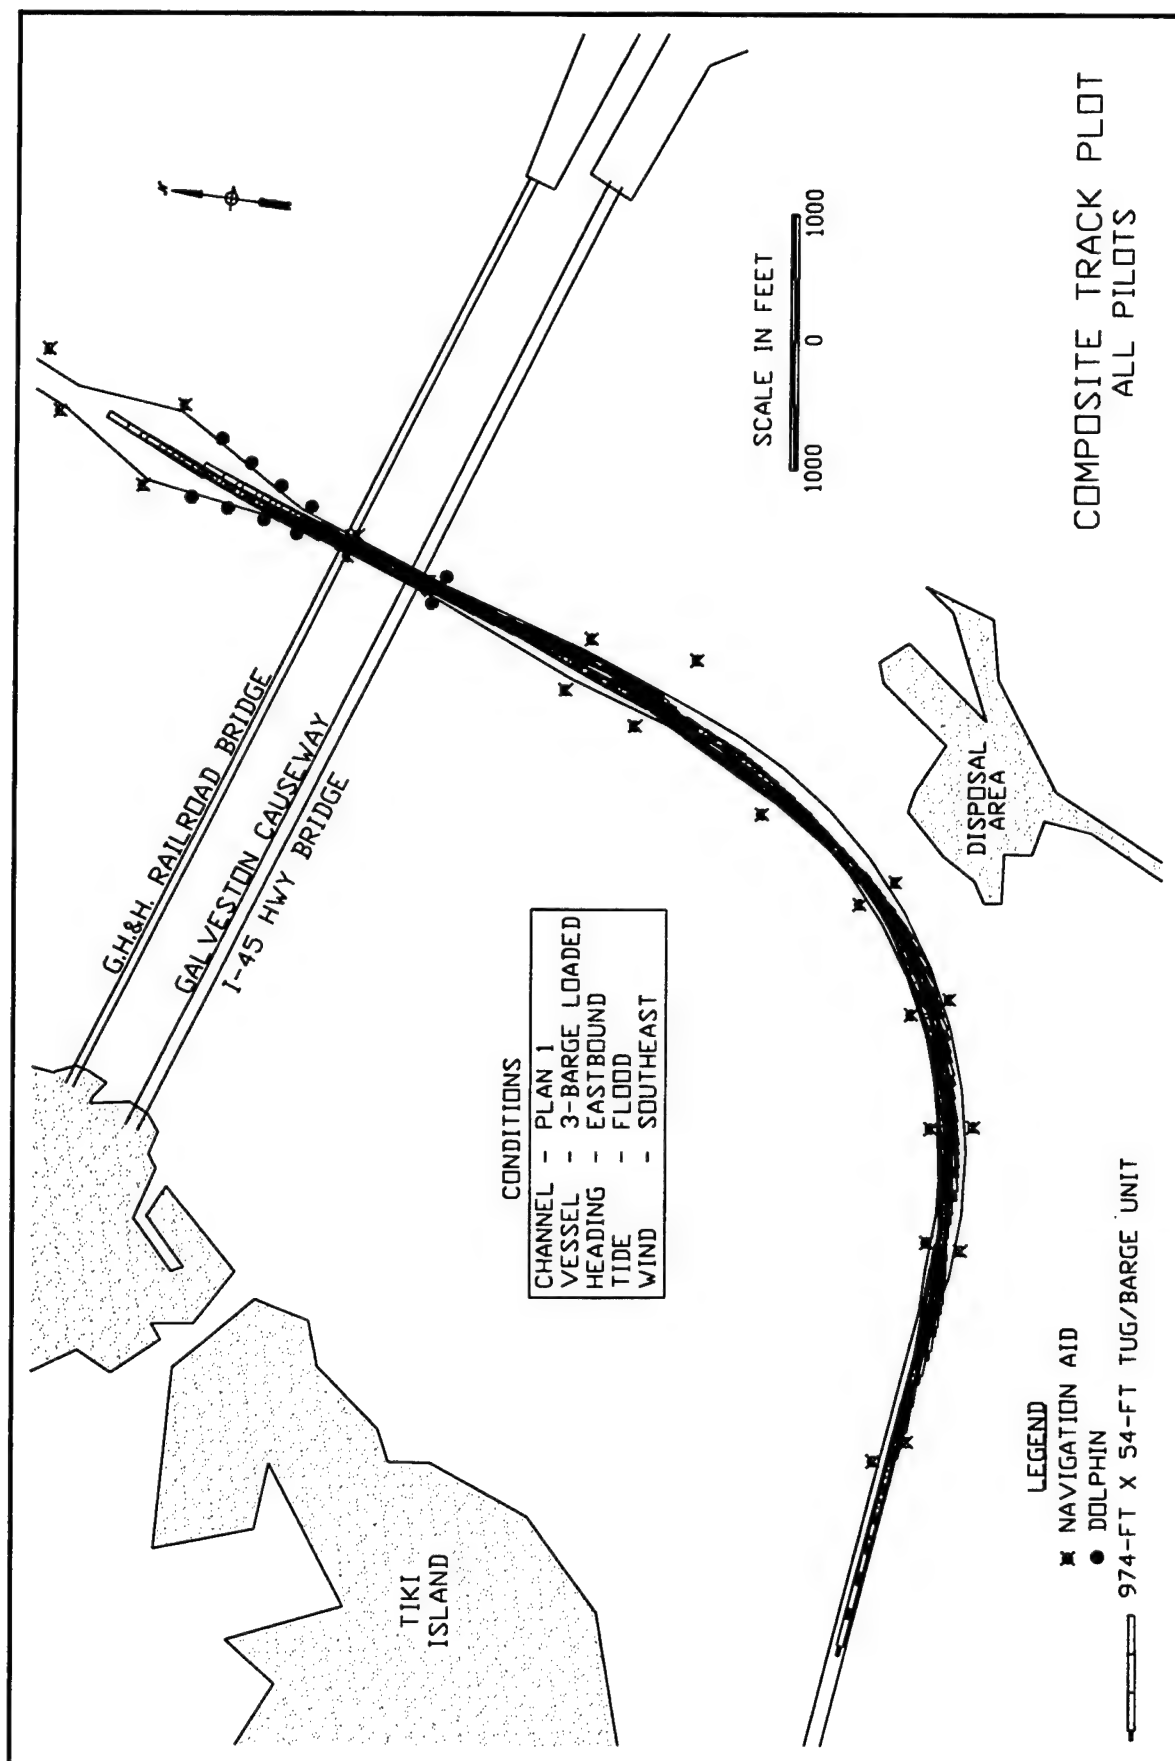 N
G.H.&H. RAILROAD BRIDGE
GALVESTON CAUSEWAY
I-45 HWY BRIDGE
TIKI
ISLAND
CONDITIONS
CHANNEL - PLAN 1
VESSEL - 3-BARGE LOADED
HEADING - EASTBOUND
TIDE - FLOOD
WIND - SOUTHEAST
SCALE IN FEET
1000 0 1000
DISPOSAL
AREA
LEGEND
NAVIGATION AID
DOLPHIN
974-FT X 54-FT TUG/BARGE UNIT
COMPOSITE TRACK PLOT
ALL PILOTS